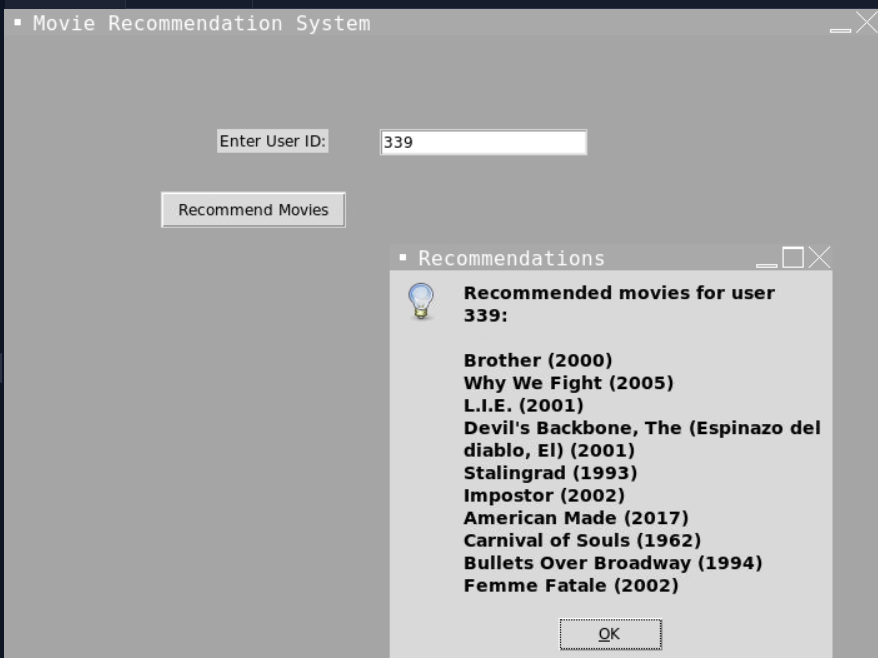 Movie Recommendation System
Enter User ID:
339
Recommend Movies
Recommendations
Recommended movies for user
339:
Brother (2000)
Why We Fight (2005)
L.I.E. (2001)
Devil's Backbone, The (Espinazo del
diablo, El) (2001)
Stalingrad (1993)
Impostor (2002)
American Made (2017)
Carnival of Souls (1962)
Bullets Over Broadway (1994)
Femme Fatale (2002)
OK